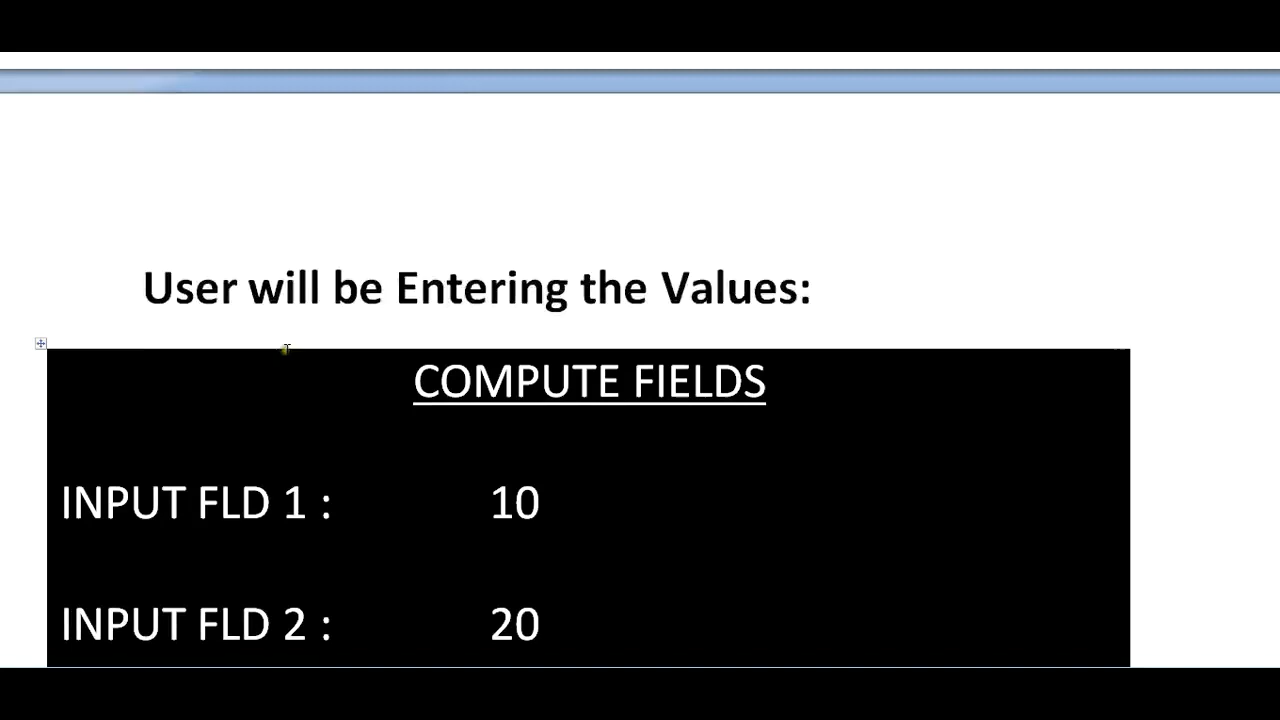 User will be Entering the Values:
COMPUTE FIELDS
INPUT FLD 1 : 10
INPUT FLD 2 : 20